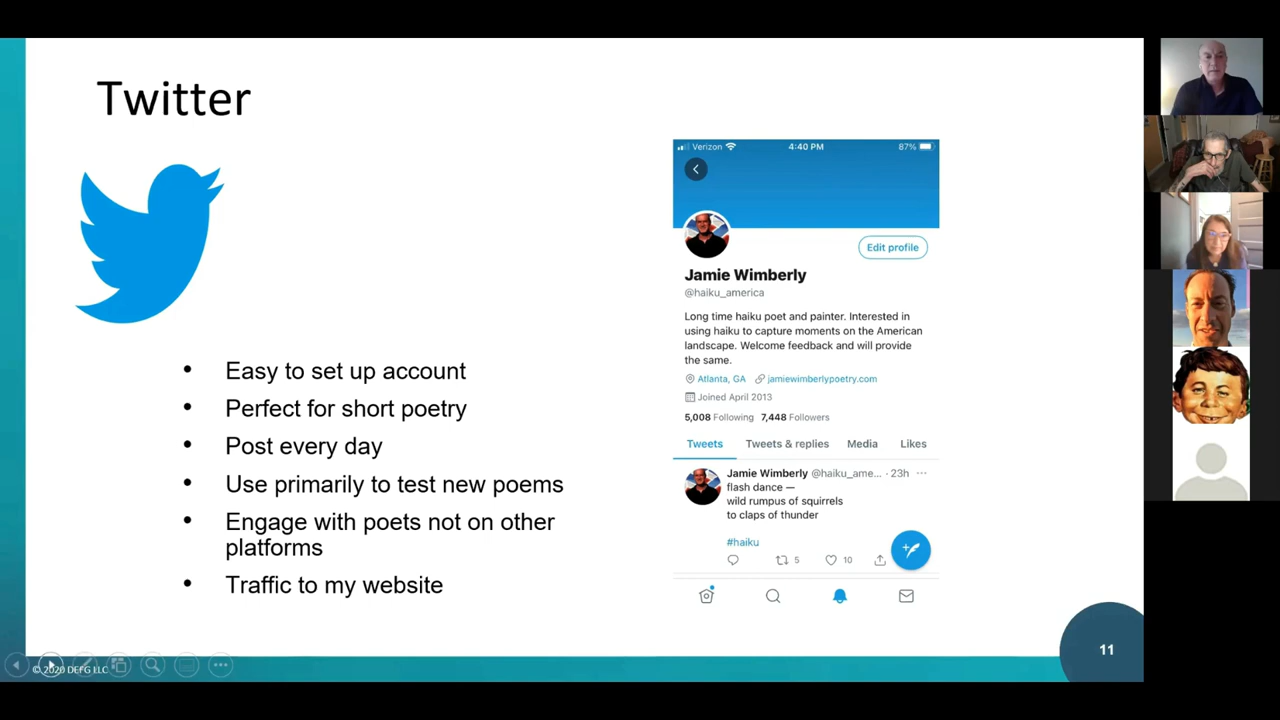 Twitter
• Easy to set up account
• Perfect for short poetry
• Post every day
• Use primarily to test new poems
• Engage with poets not on other
platforms
• Traffic to my website
Verizon 4:40 PM 87%
Edit profile
Jamie Wimberly
@haiku_america
Long time haiku poet and painter. Interested in
using haiku to capture moments on the American
landscape. Welcome feedback and will provide
the same.
Atlanta, GA jamiewimberlypoetry.com
Joined April 2013
5,008 Following 7,448 Followers
Tweets Tweets & replies Media Likes
Jamie Wimberly @haiku_ame... · 23h ...
flash dance —
wild rumpus of squirrels
to claps of thunder
#haiku
5 10
© 2020 DEFG LLC
11